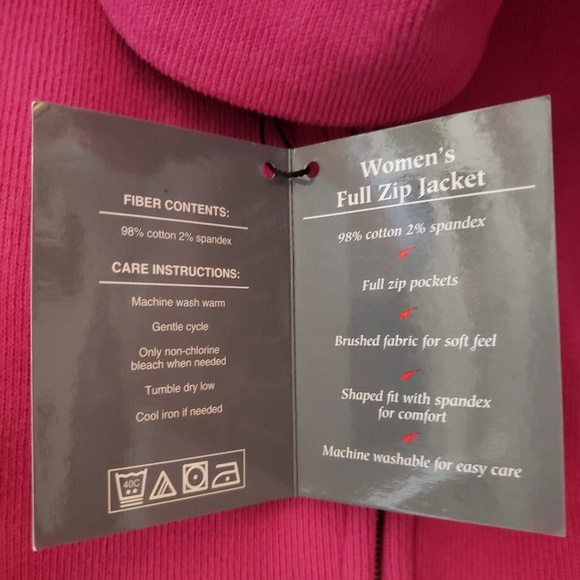 FIBER CONTENTS:
98% cotton 2% spandex
CARE INSTRUCTIONS:
Machine wash warm
Gentle cycle
Only non-chlorine
bleach when needed
Tumble dry low
Cool iron if needed
40C
Women's
Full Zip Jacket
98% cotton 2% spandex
Full zip pockets
Brushed fabric for soft feel
Shaped fit with spandex
for comfort
Machine washable for easy care